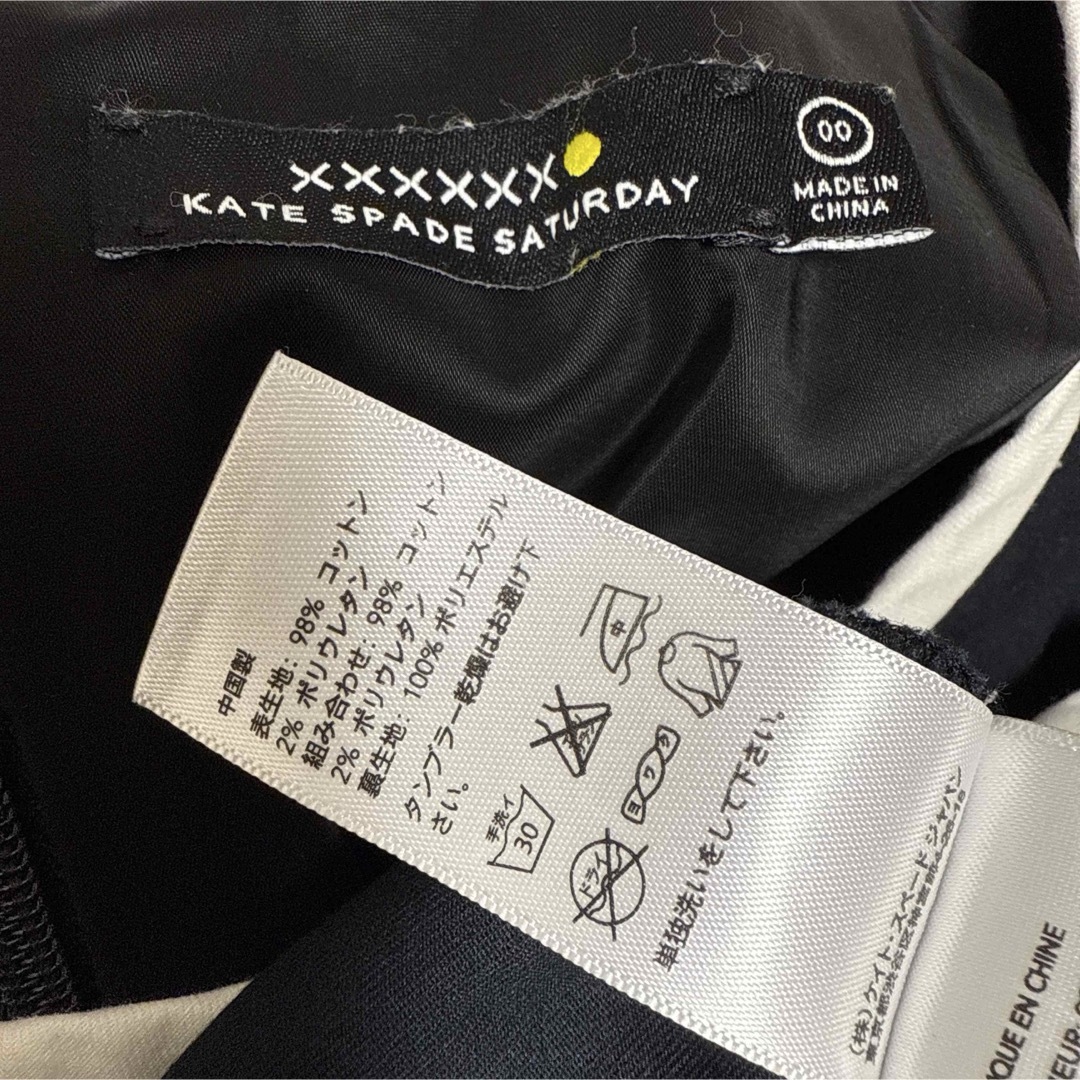 XXXXXX
KATE SPADE SATURDAY
00
MADE IN
CHINA
中国製
表生地: 98% コットン
2% ポリウレタン
組み合わせ: 98% コットン
2% ポリウレタン
裏生地: 100% ポリエステル
タンブラー乾燥はお避け下
さい。
手洗イ
30
中
ドライ
ヨワク
単独洗いをして下さい。
(株)ケイト・スペード ジャパン
QUE EN CHINE